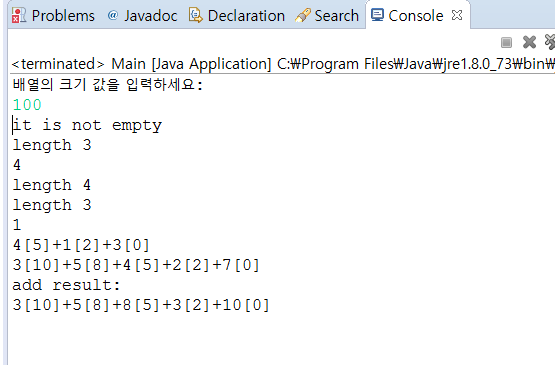 Problems @ Javadoc Declaration Search Console
<terminated> Main [Java Application] C:₩Program Files₩Java₩jre1.8.0_73₩bin₩
배열의 크기 값을 입력하세요:
100
it is not empty
length 3
4
length 4
length 3
1
4[5]+1[2]+3[0]
3[10]+5[8]+4[5]+2[2]+7[0]
add result:
3[10]+5[8]+8[5]+3[2]+10[0]